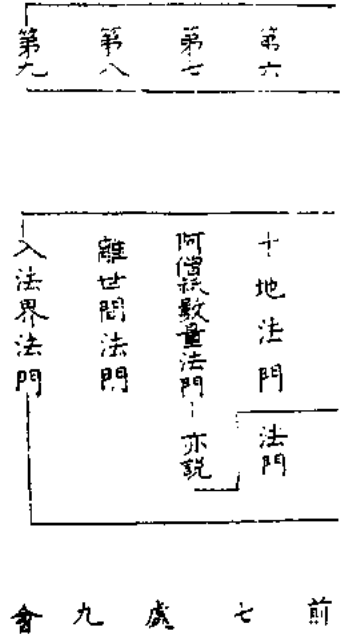 第六
第七
第八
第九
十地法門
法門
阿僧祇數量法門
亦説
離世間法門
入法界法門
前七處九會